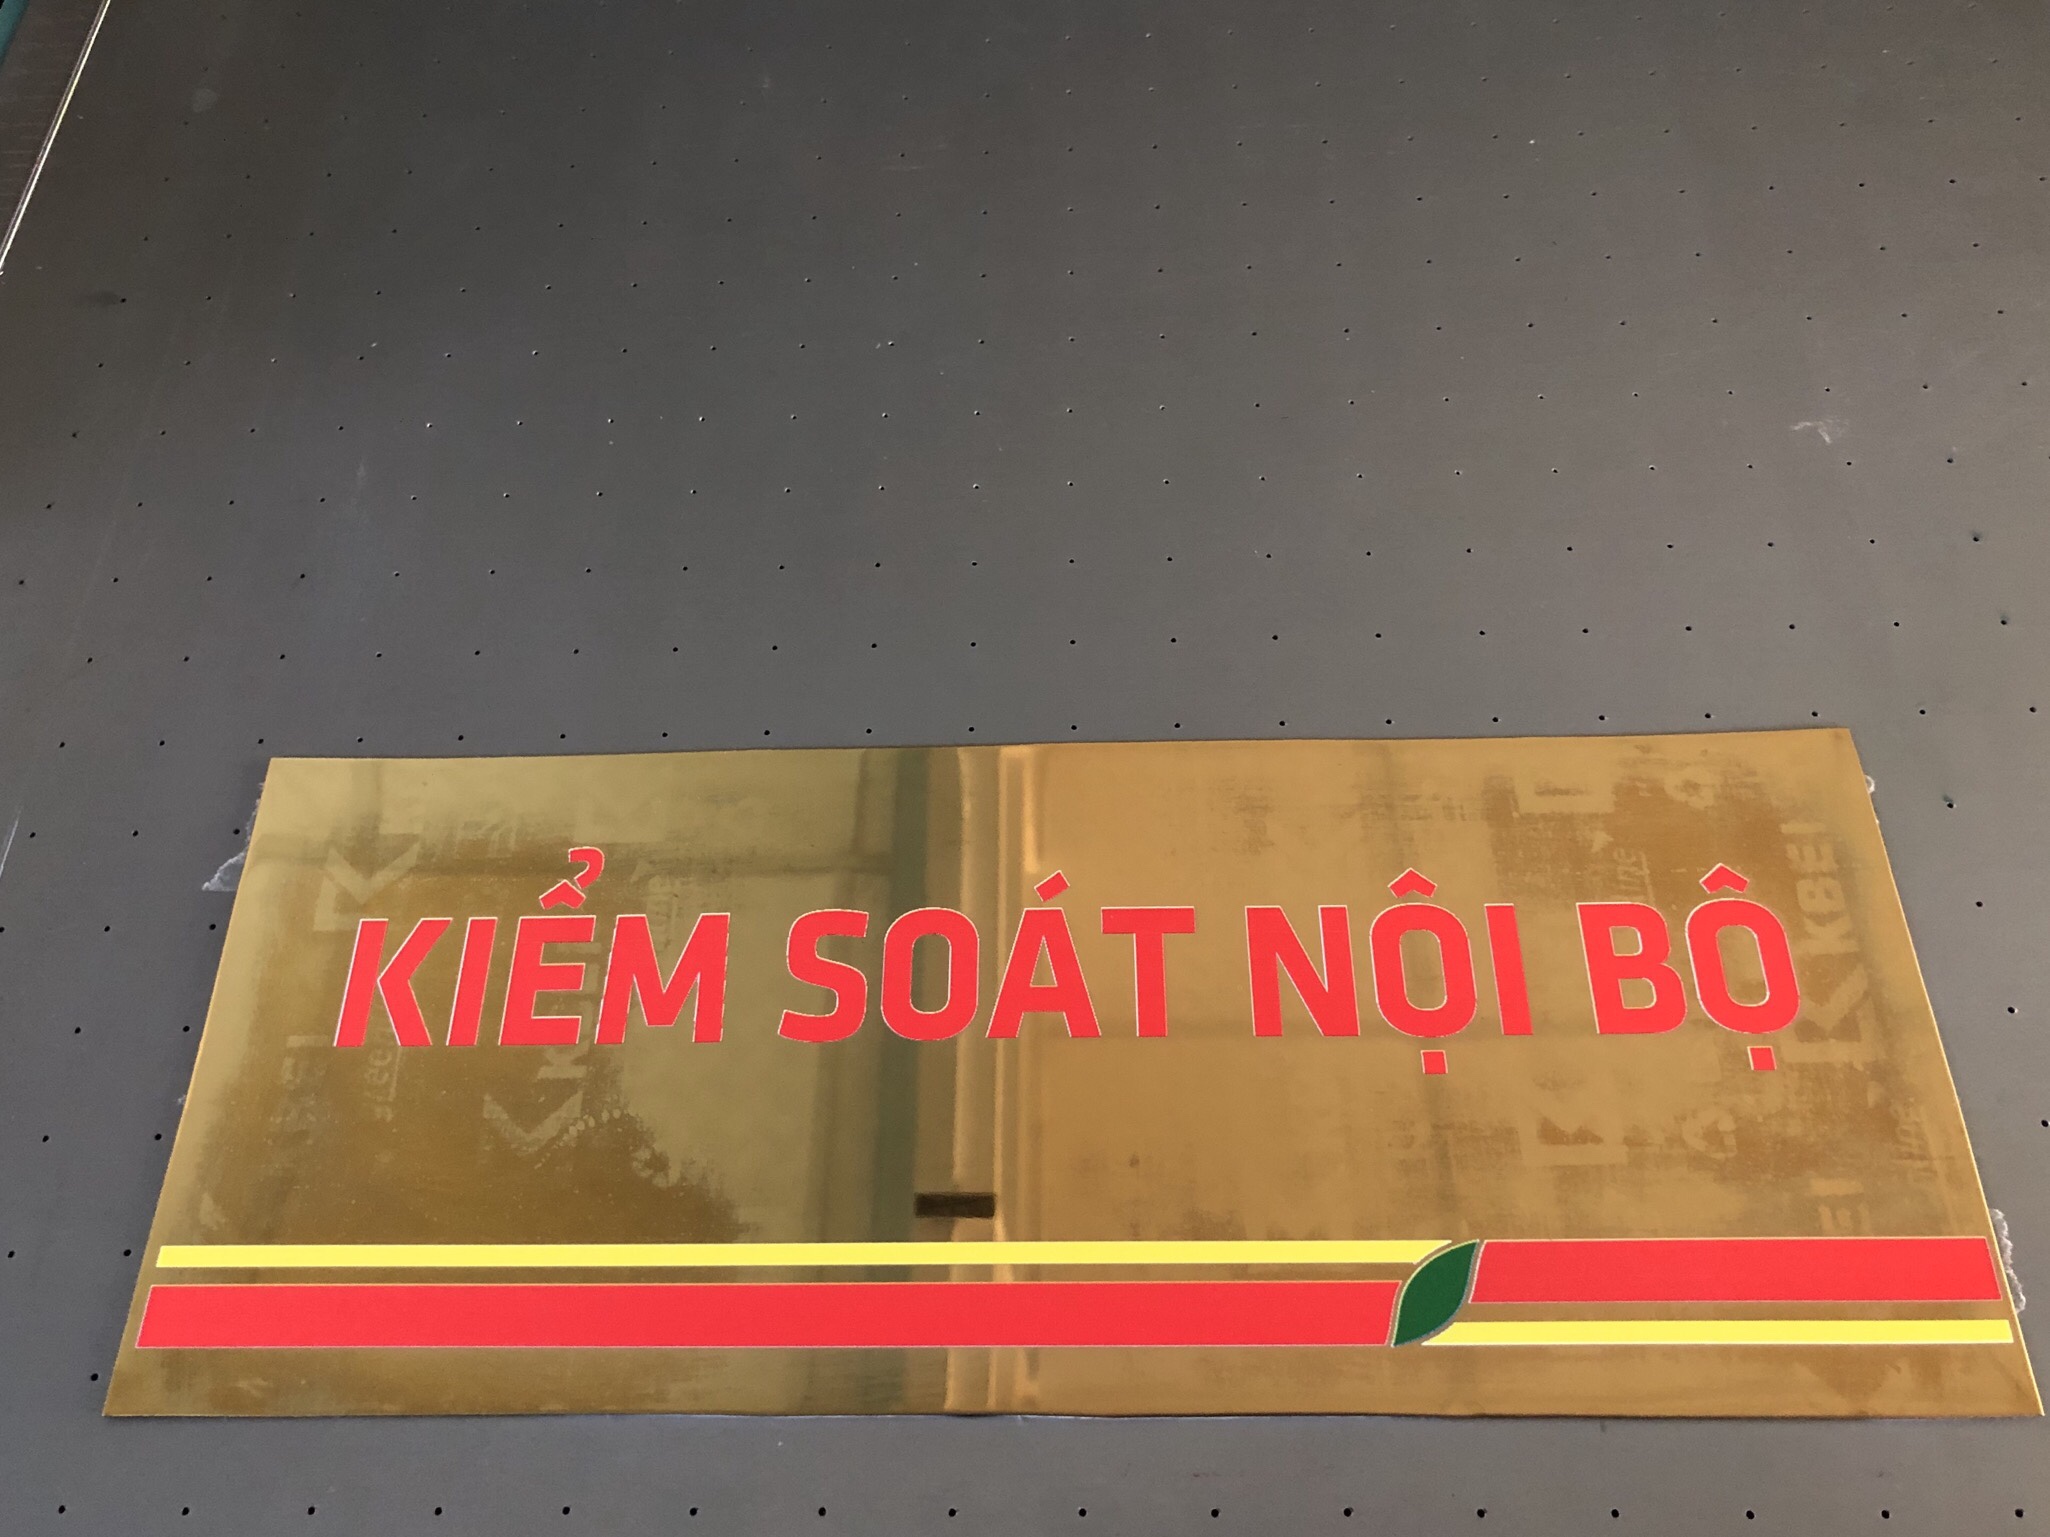 KIỂM SOÁT NỘI BỘ